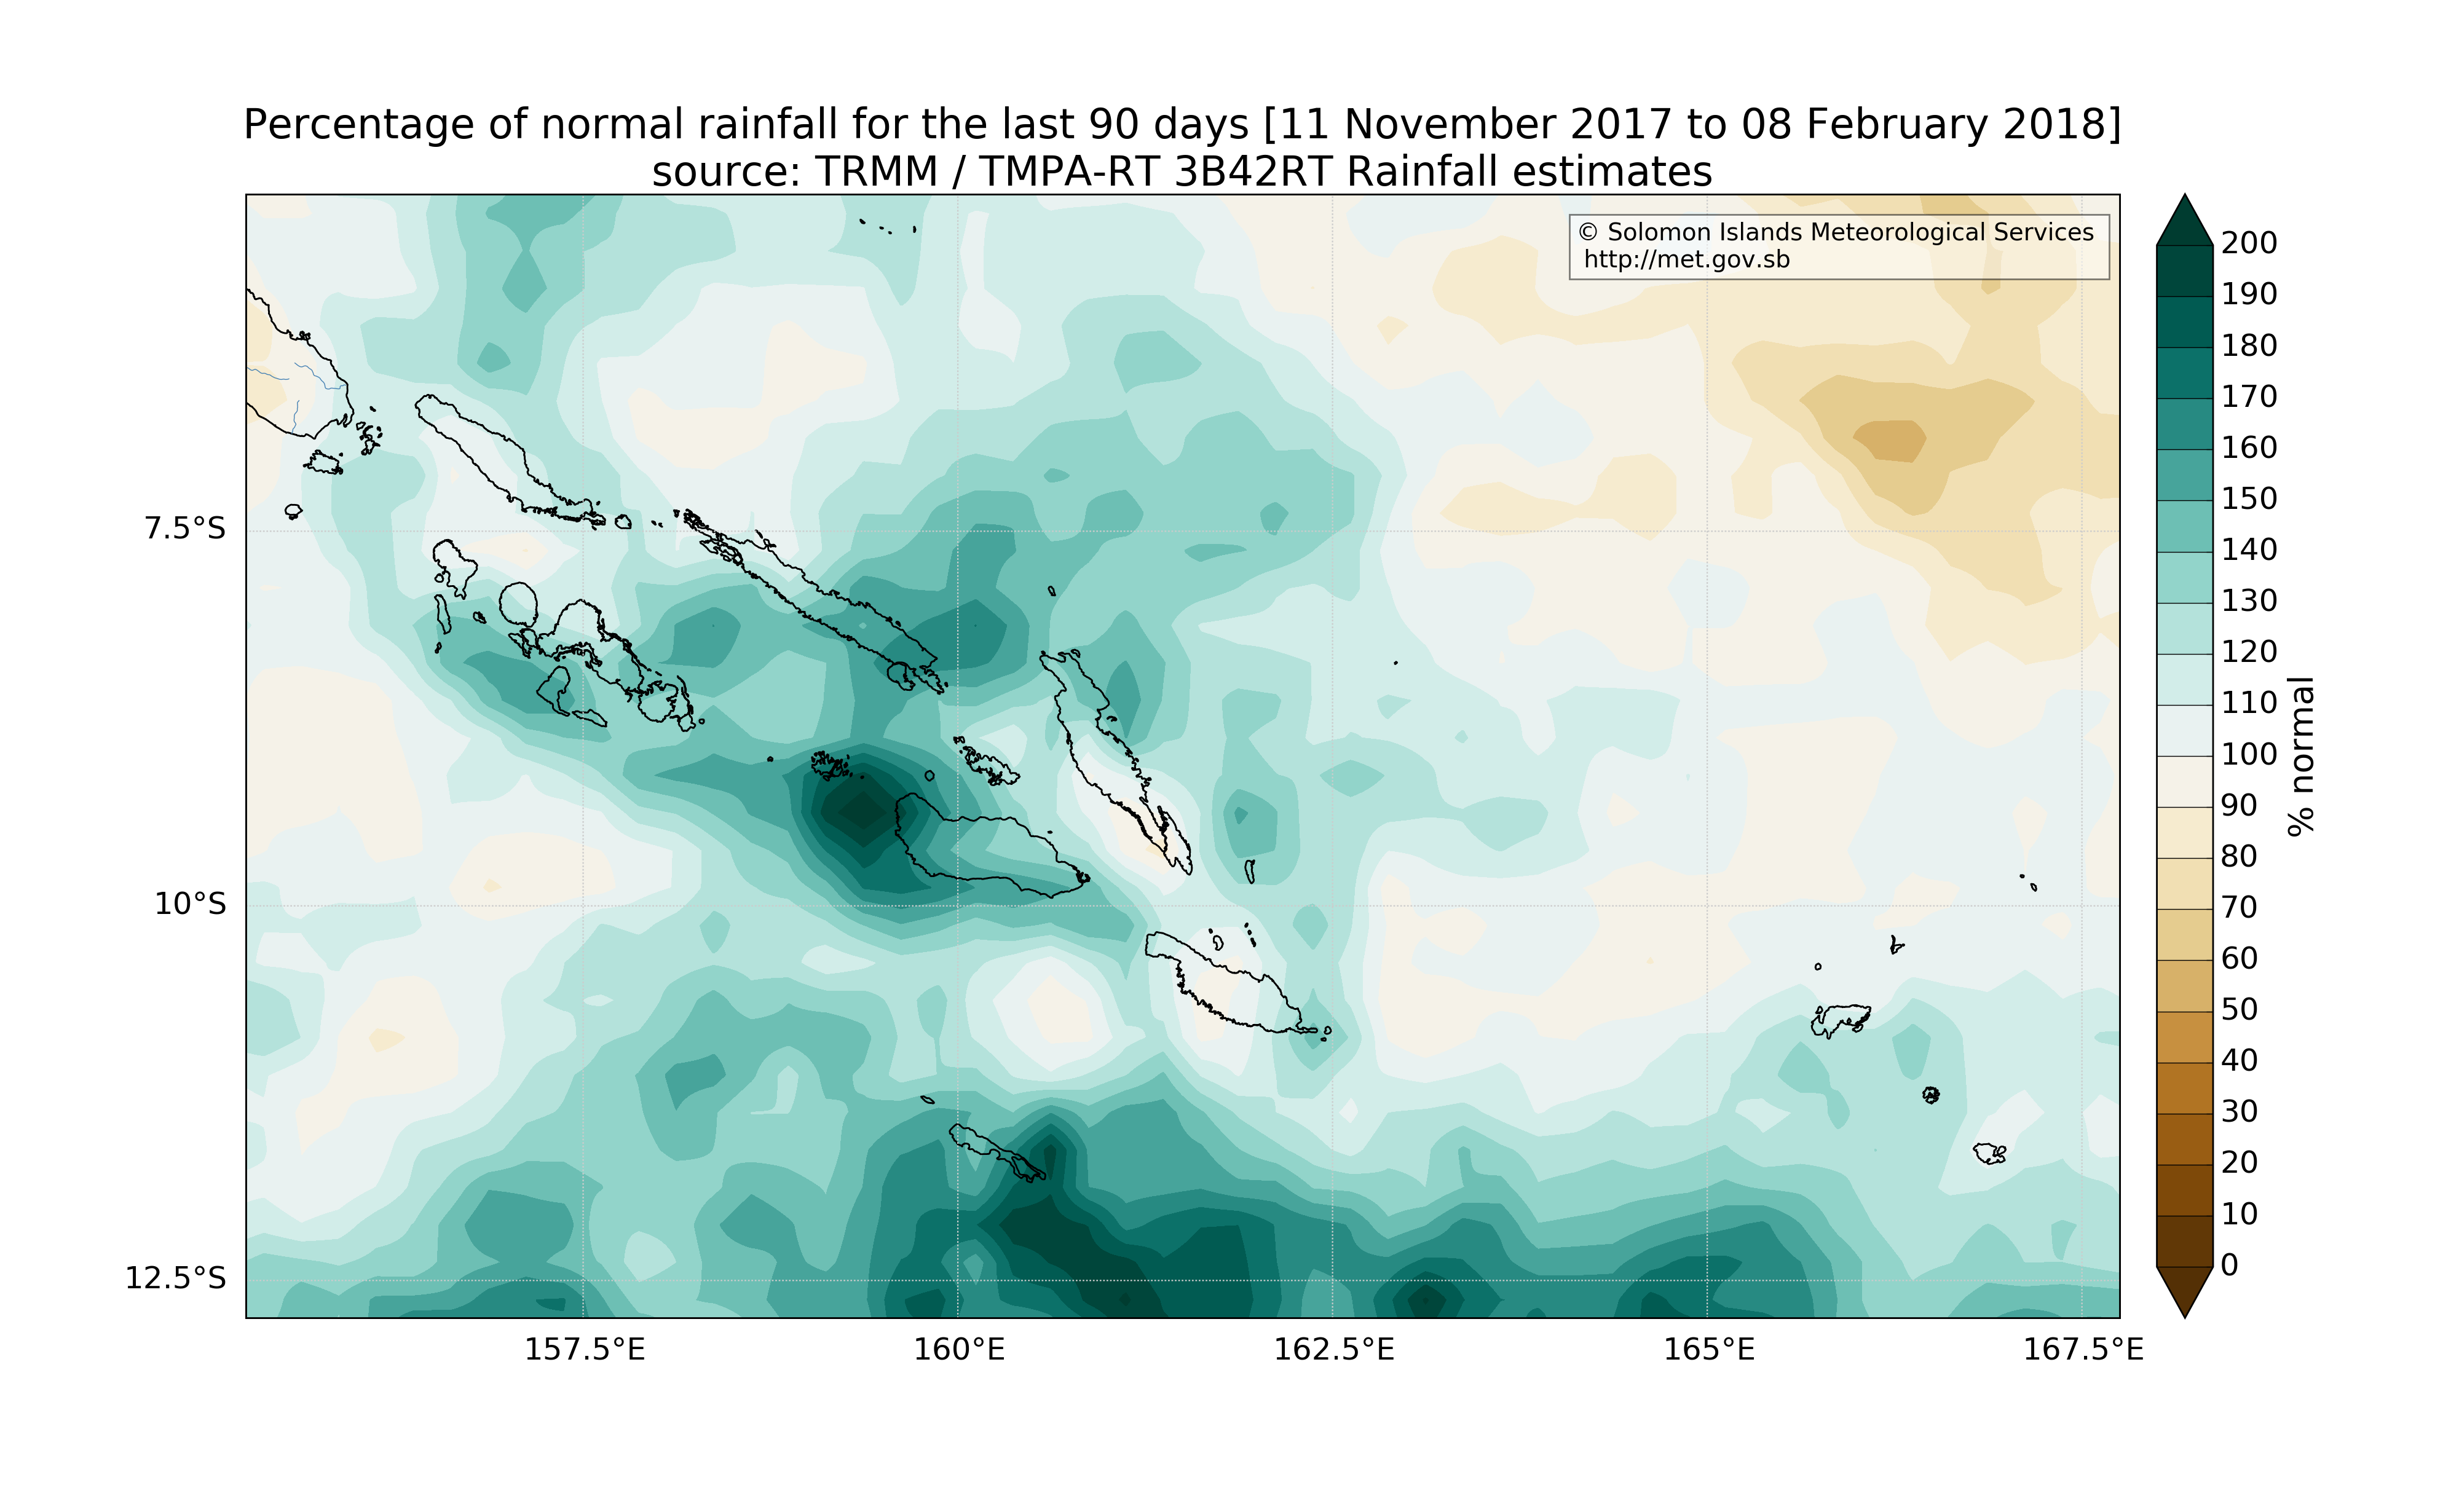 Percentage of normal rainfall for the last 90 days [11 November 2017 to 08 February 2018]
source: TRMM / TMPA-RT 3B42RT Rainfall estimates
© Solomon Islands Meteorological Services
http://met.gov.sb
7.5°S
10°S
12.5°S
157.5°E
160°E
162.5°E
165°E
167.5°E
200
190
180
170
160
150
140
130
120
110
100
90
80
70
60
50
40
30
20
10
0
% normal